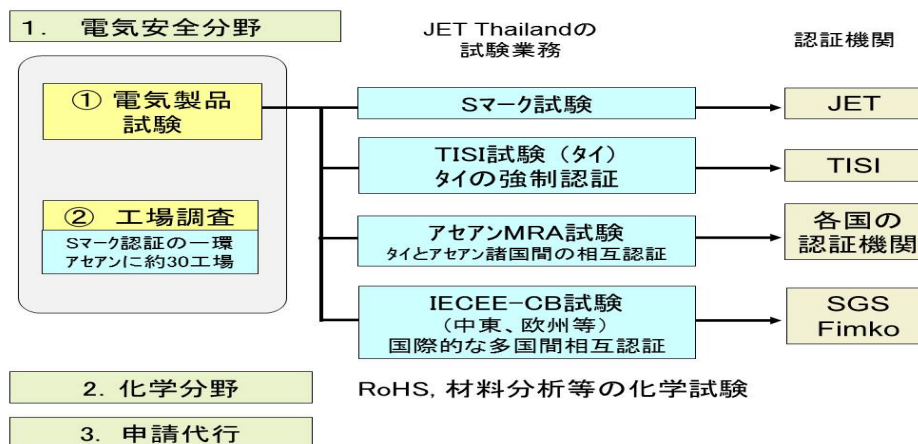 1. 電気安全分野
JET Thailandの
試験業務
認証機関
① 電気製品
試験
Sマーク試験
JET
TISI試験（タイ）
タイの強制認証
TISI
② 工場調査
Sマーク認証の一環
アセアンに約30工場
アセアンMRA試験
タイとアセアン諸国間の相互認証
各国の
認証機関
IECEE-CB試験
（中東、欧州等）
国際的な多国間相互認証
SGS
Fimko
2. 化学分野
RoHS, 材料分析等の化学試験
3. 申請代行